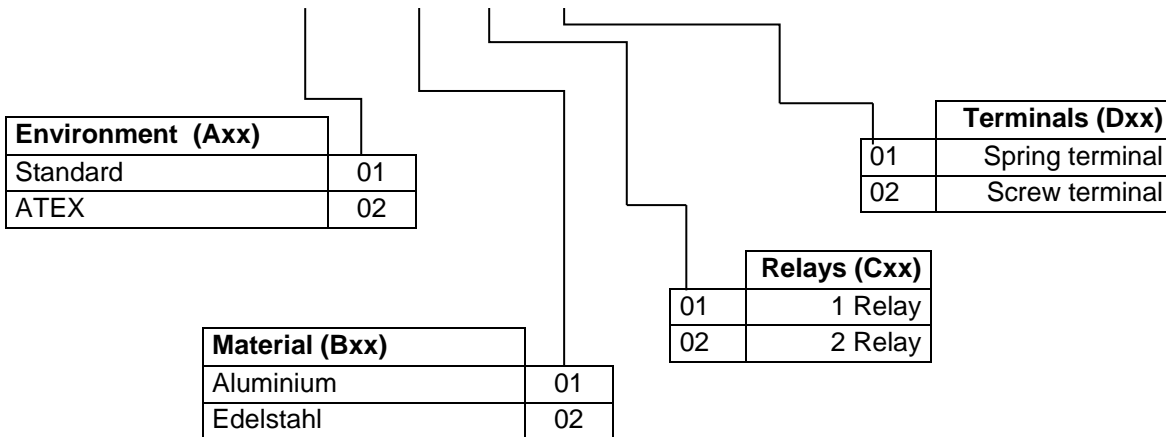 Environment (Axx)
Standard 01
ATEX 02
Terminals (Dxx)
01 Spring terminal
02 Screw terminal
Relays (Cxx)
01 1 Relay
02 2 Relay
Material (Bxx)
Aluminium 01
Edelstahl 02